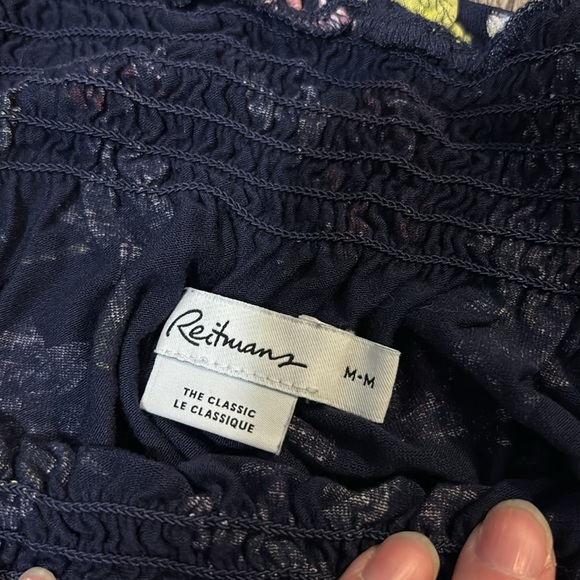 Reitmans
M-M
THE CLASSIC
LE CLASSIQUE